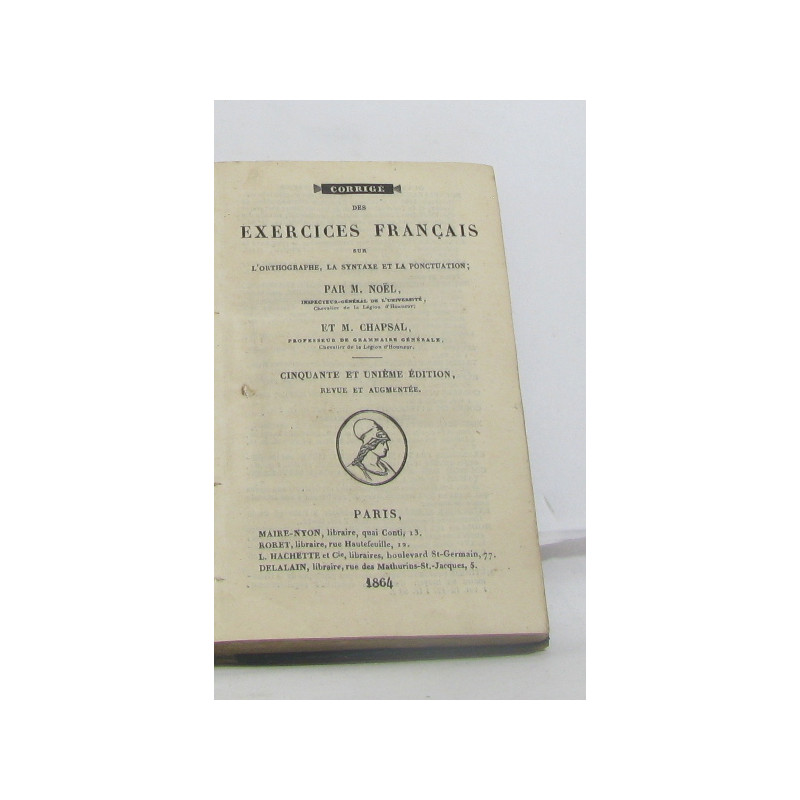 CORRIGÉ
DES
EXERCICES FRANÇAIS
SUR
L'ORTHOGRAPHE, LA SYNTAXE ET LA PONCTUATION;
PAR M. NOËL,
INSPECTEUR-GÉNÉRAL DE L'UNIVERSITÉ,
Chevalier de la Légion d'Honneur;
ET M. CHAPSAL,
PROFESSEUR DE GRAMMAIRE GÉNÉRALE,
Chevalier de la Légion d'Honneur.
CINQUANTE ET UNIÈME ÉDITION,
REVUE ET AUGMENTÉE.
PARIS,
MAIRE-NYON, libraire, quai Conti, 13.
RORET, libraire, rue Hautefeuille, 12.
L. HACHETTE et Cie, libraires, boulevard St-Germain, 77.
DELALAIN, libraire, rue des Mathurins-St.-Jacques, 5.
1864